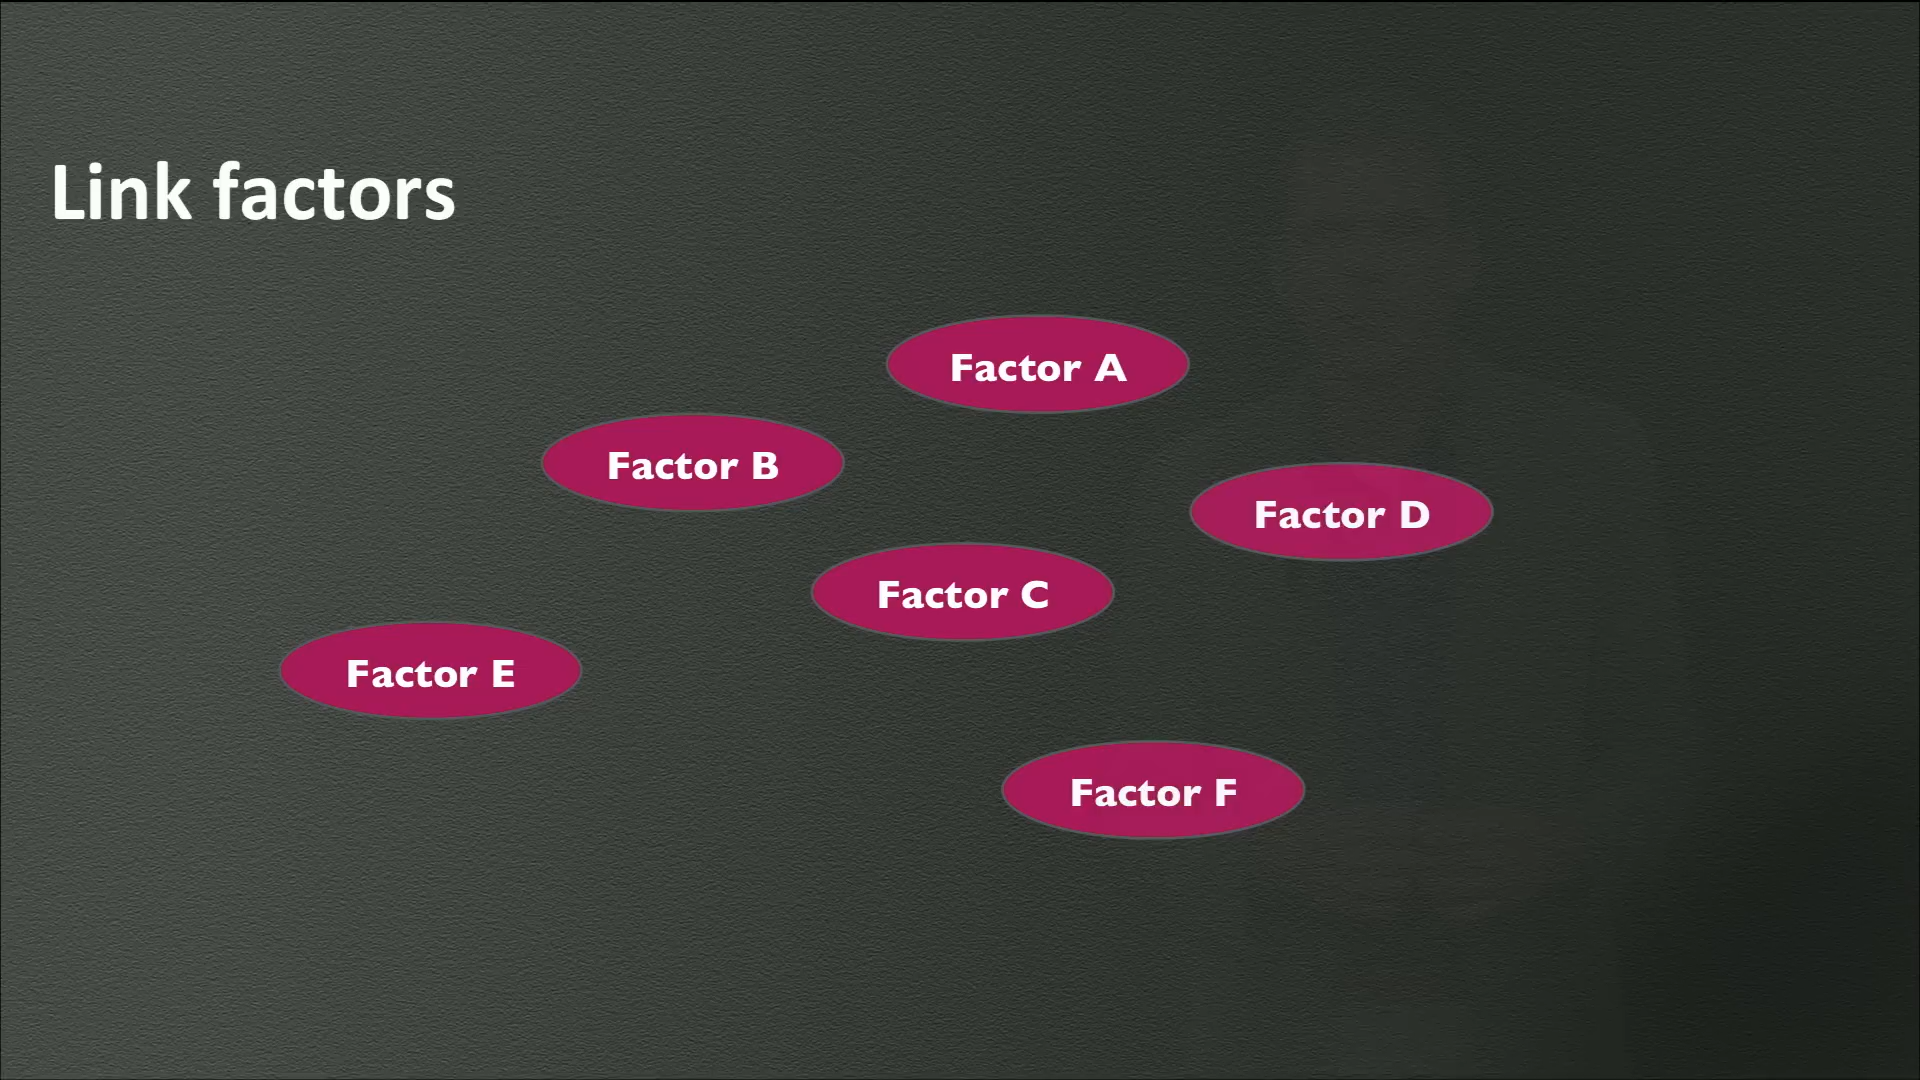 Link factors
Factor A
Factor B
Factor D
Factor C
Factor E
Factor F